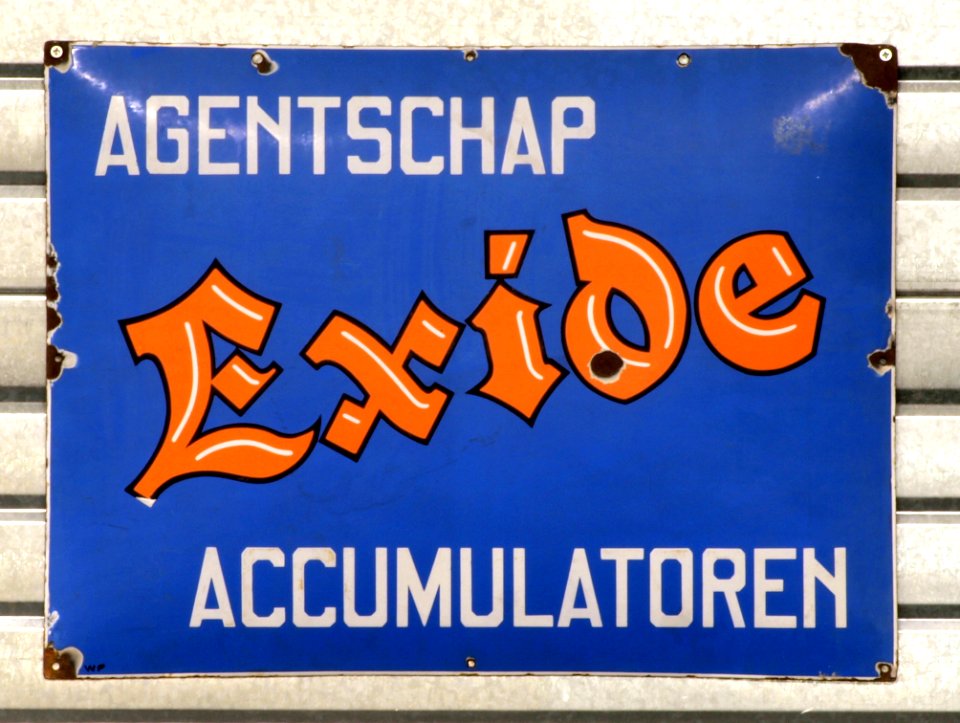 AGENTSCHAP
Exide
ACCUMULATOREN